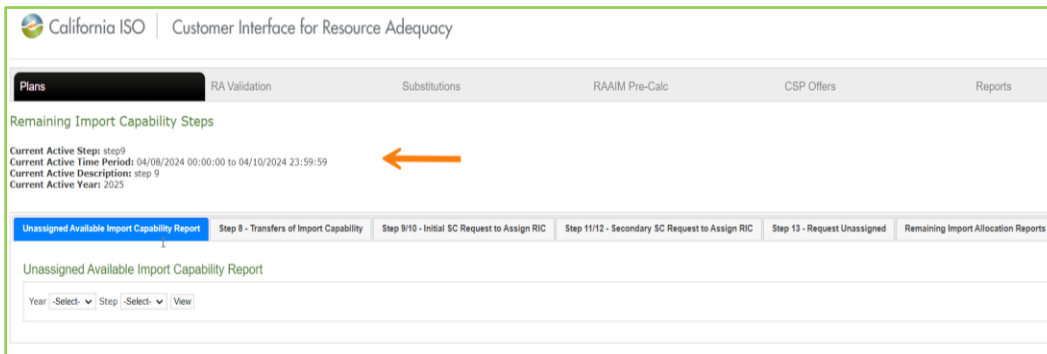 California ISO Customer Interface for Resource Adequacy
Plans RA Validation Substitutions RAAIM Pre-Calc CSP Offers Reports
Remaining Import Capability Steps
Current Active Step: step9
Current Active Time Period: 04/08/2024 00:00:00 to 04/10/2024 23:59:59
Current Active Description: step 9
Current Active Year: 2025
Unassigned Available Import Capability Report Step 8 - Transfers of Import Capability Step 9/10 - Initial SC Request to Assign RIC Step 11/12 - Secondary SC Request to Assign RIC Step 13 - Request Unassigned Remaining Import Allocation Reports
Unassigned Available Import Capability Report
Year -Select- Step -Select- View